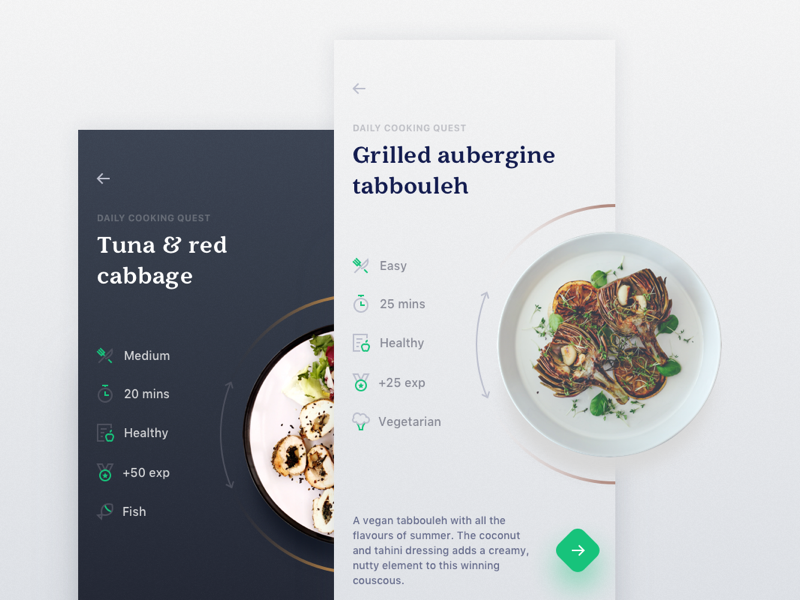 DAILY COOKING QUEST
Tuna & red
cabbage
Medium
20 mins
Healthy
+50 exp
Fish
DAILY COOKING QUEST
Grilled aubergine
tabbouleh
Easy
25 mins
Healthy
+25 exp
Vegetarian
A vegan tabbouleh with all the
flavours of summer. The coconut
and tahini dressing adds a creamy,
nutty element to this winning
couscous.